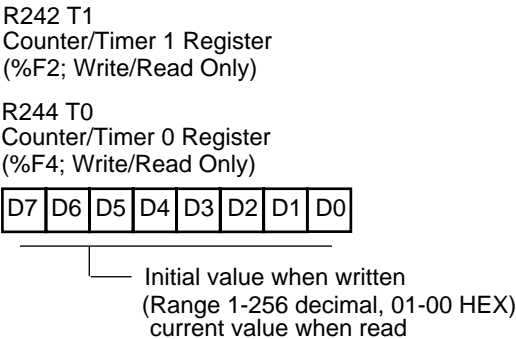 R242 T1
Counter/Timer 1 Register
(%F2; Write/Read Only)
R244 T0
Counter/Timer 0 Register
(%F4; Write/Read Only)
D7 D6 D5 D4 D3 D2 D1 D0
Initial value when written
(Range 1-256 decimal, 01-00 HEX)
current value when read